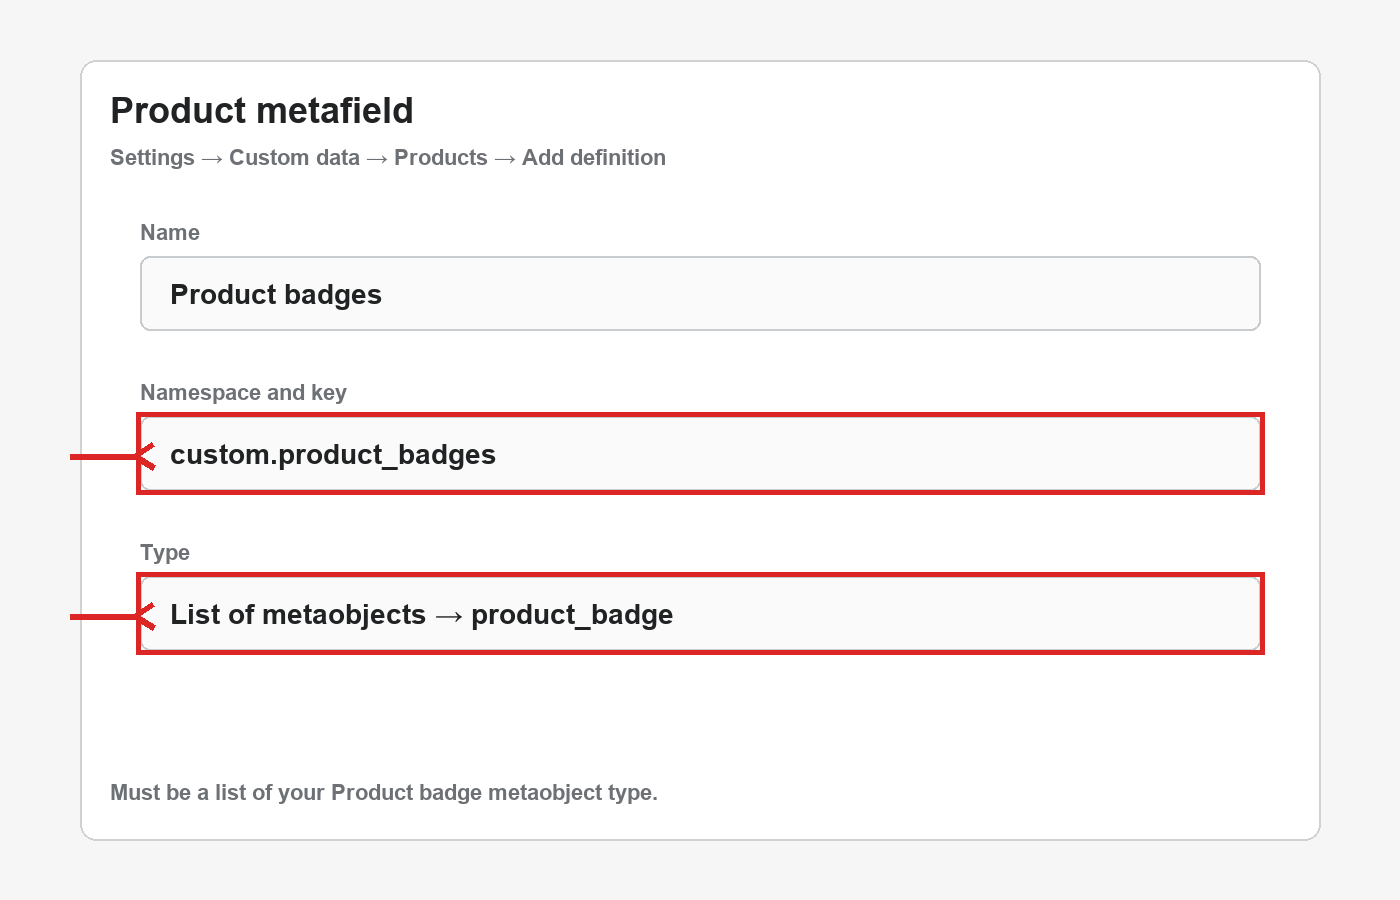 Product metafield
Settings → Custom data → Products → Add definition
Name
Product badges
Namespace and key
custom.product_badges
Type
List of metaobjects → product_badge
Must be a list of your Product badge metaobject type.